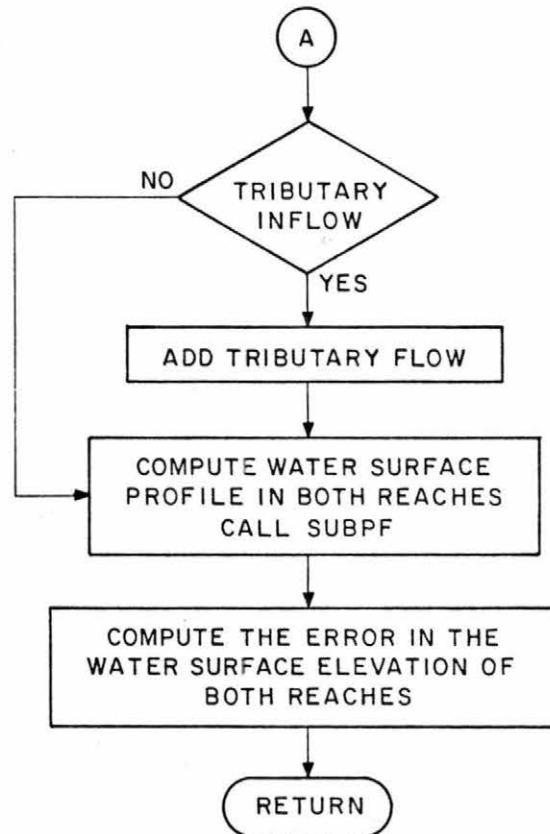 A
NO
TRIBUTARY
INFLOW
YES
ADD TRIBUTARY FLOW
COMPUTE WATER SURFACE
PROFILE IN BOTH REACHES
CALL SUBPF
COMPUTE THE ERROR IN THE
WATER SURFACE ELEVATION OF
BOTH REACHES
RETURN